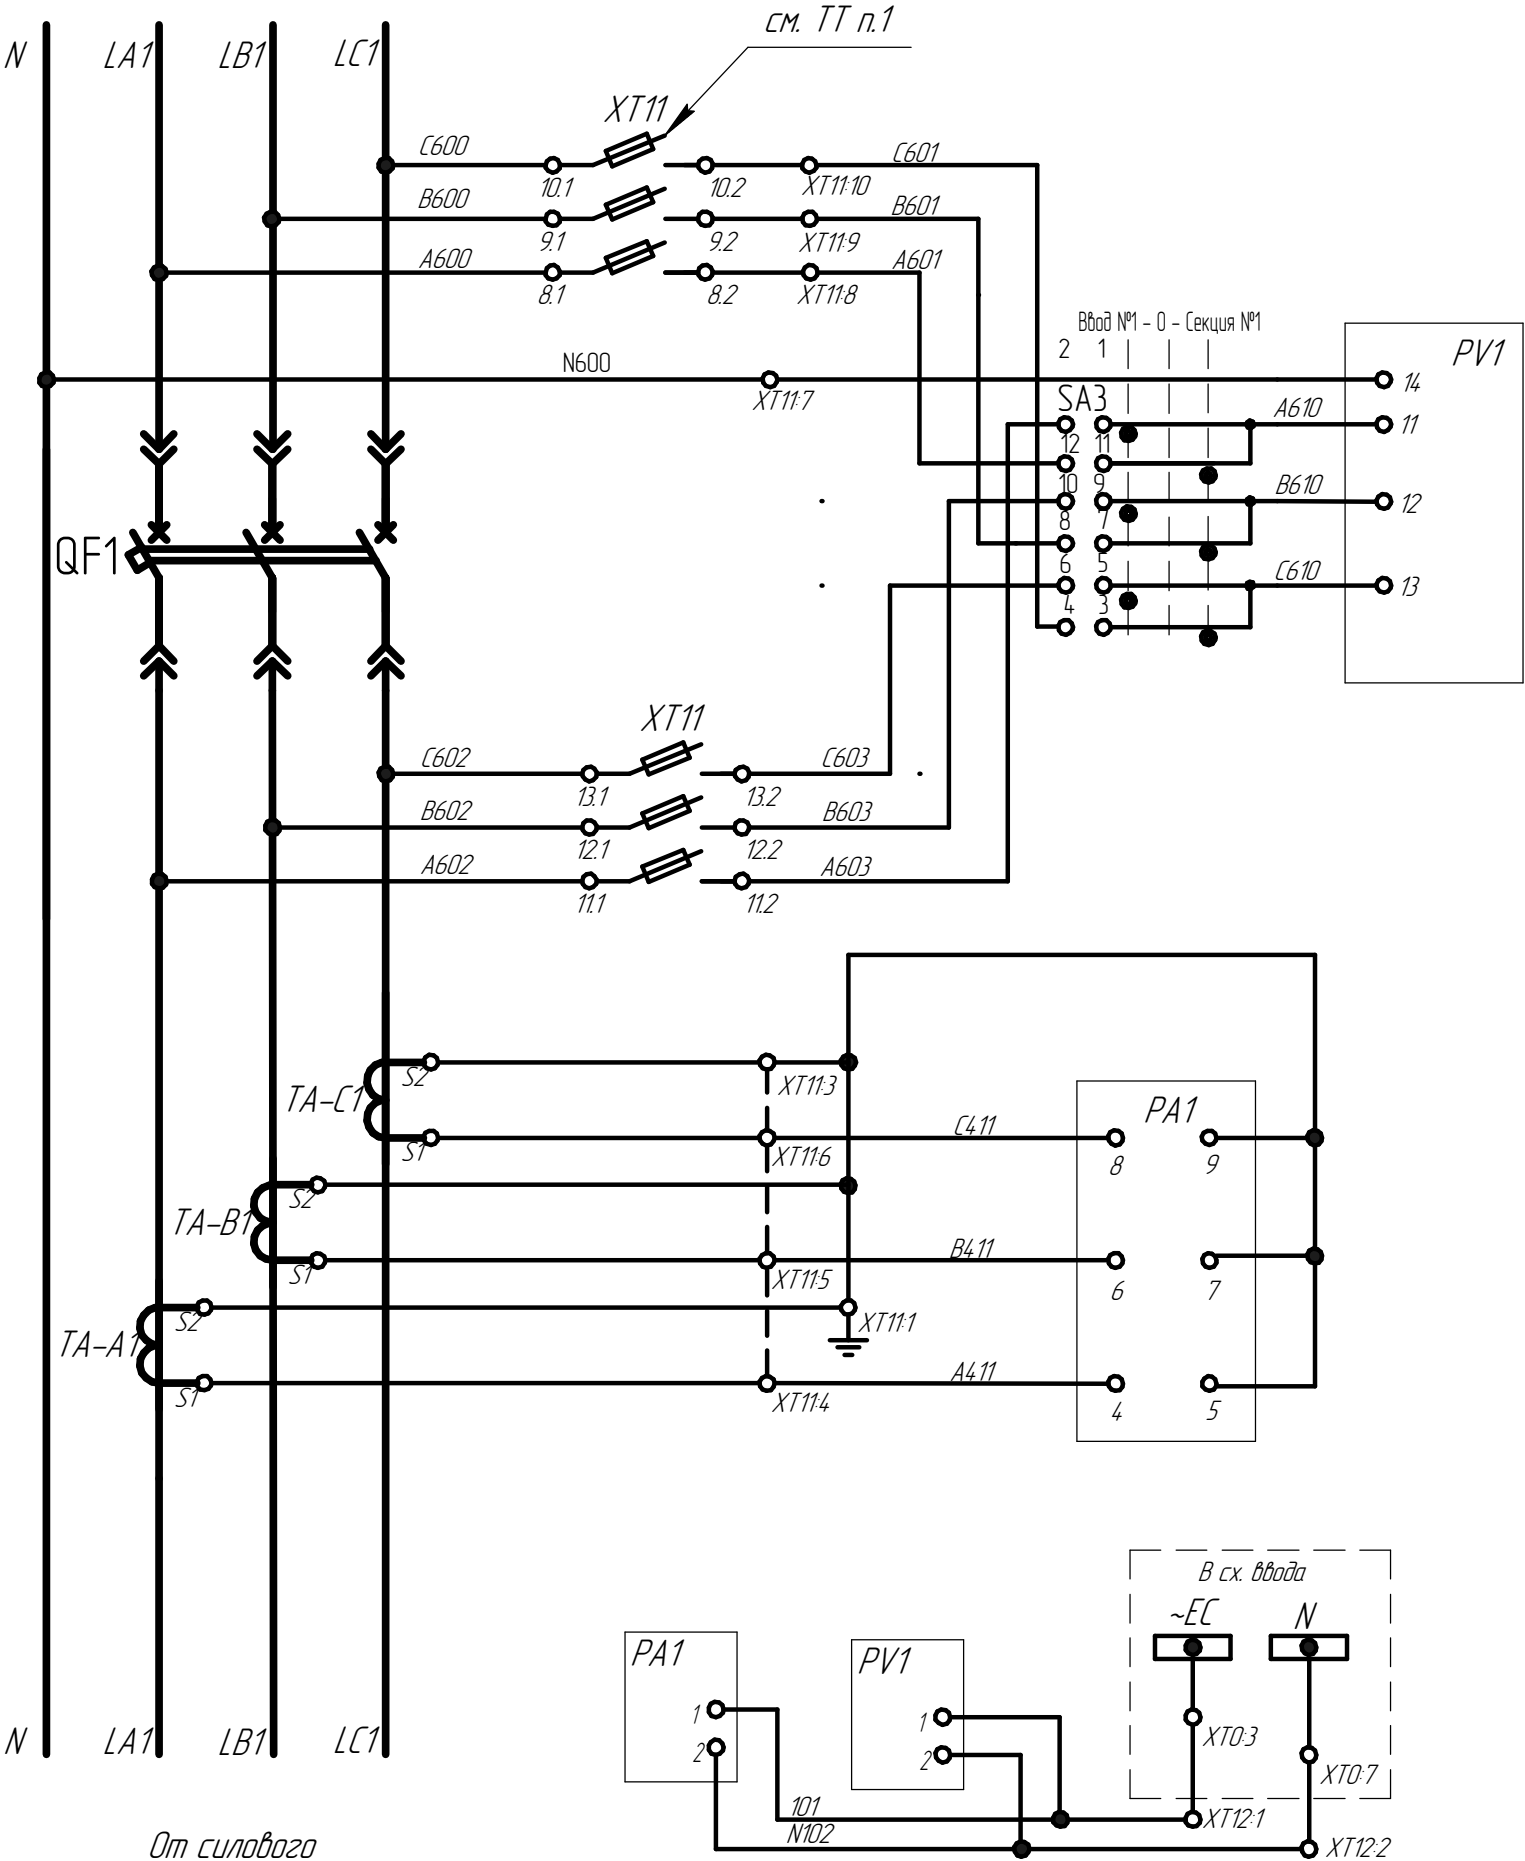 см. ТТ п.1
N LA1 LB1 LC1
XT11
C600 10.1 10.2 XT11:10 C601
B600 9.1 9.2 XT11:9 B601
A600 8.1 8.2 XT11:8 A601
Ввод №1 - 0 - Секция №1
2 1
PV1
N600 XT11:7 14
SA3
A610 11
12 11
10 9
B610 12
8 7
QF1
6 5
C610 13
4 3
XT11
C602 13.1 13.2 C603
B602 12.1 12.2 B603
A602 11.1 11.2 A603
TA-C1 S2 XT11:3
PA1
S1 XT11:6 C411 8 9
TA-B1 S2
S1 XT11:5 B411 6 7
TA-A1 S2 XT11:1
S1 XT11:4 A411 4 5
В сх. ввода
~EC N
PA1 PV1
1 1
2 2
XT0:3
XT0:7
N LA1 LB1 LC1
101 XT12:1
N102 XT12:2
От силового